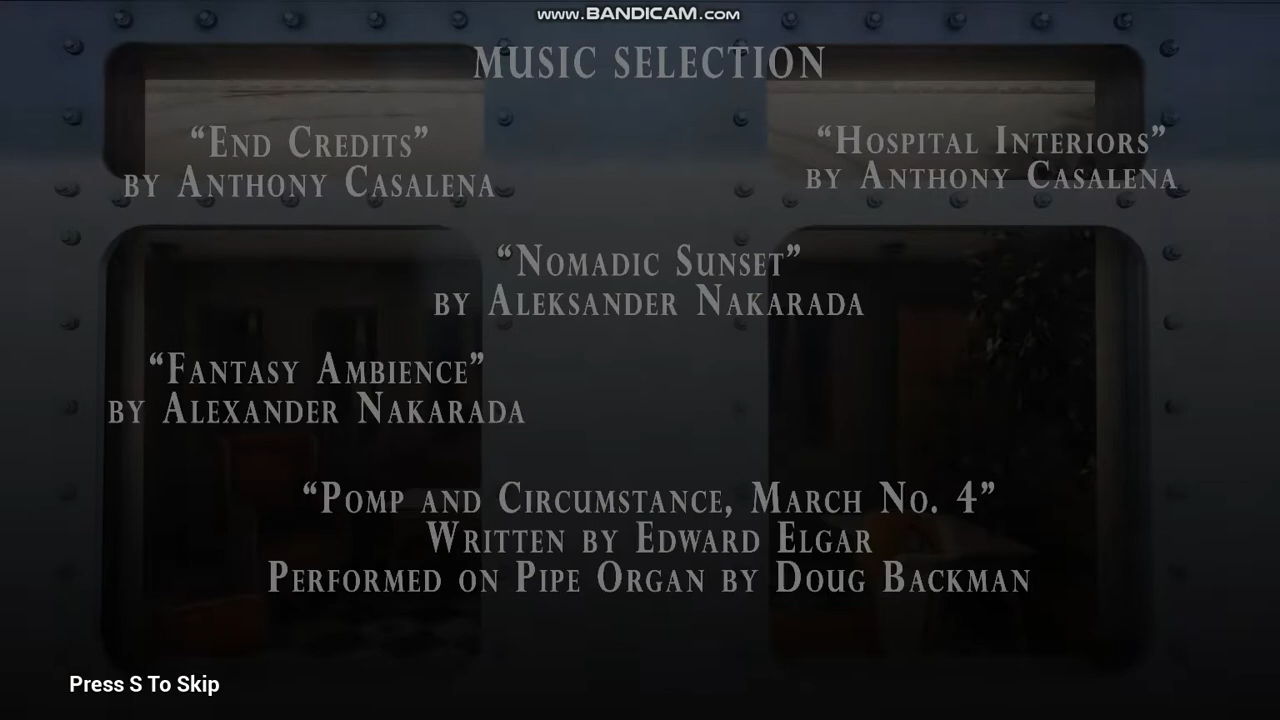 www.BANDICAM.com
MUSIC SELECTION
“END CREDITS”
BY ANTHONY CASALENA
“HOSPITAL INTERIORS”
BY ANTHONY CASALENA
“NOMADIC SUNSET”
BY ALEKSANDER NAKARADA
“FANTASY AMBIENCE”
BY ALEXANDER NAKARADA
“POMP AND CIRCUMSTANCE, MARCH NO. 4”
WRITTEN BY EDWARD ELGAR
PERFORMED ON PIPE ORGAN BY DOUG BACKMAN
Press S To Skip